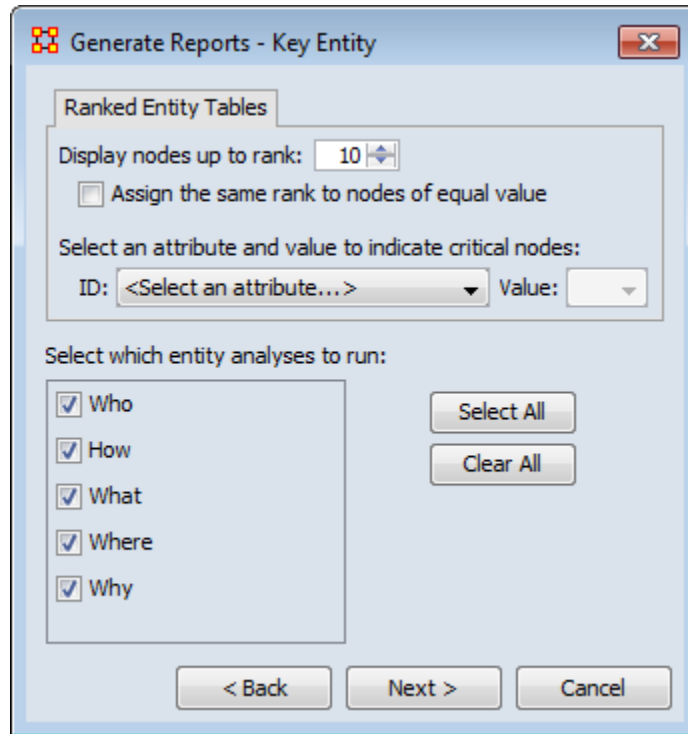 Generate Reports - Key Entity
Ranked Entity Tables
Display nodes up to rank: 10
Assign the same rank to nodes of equal value
Select an attribute and value to indicate critical nodes:
ID: <Select an attribute...> Value:
Select which entity analyses to run:
Who
How
What
Where
Why
Select All
Clear All
< Back Next > Cancel